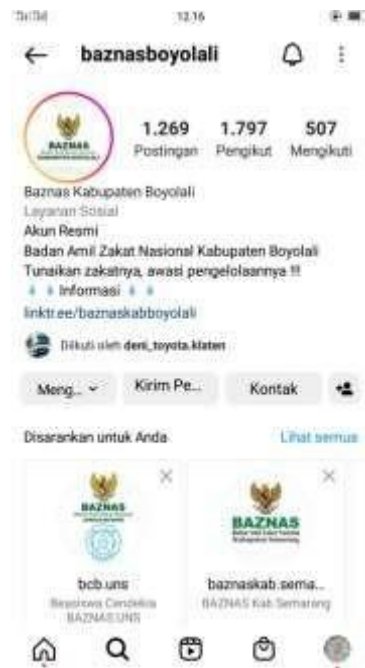 12.16
baznasboyolali
1.269 1.797 507
Postingan Pengikut Mengikuti
BAZNAS
Baznas Kabupaten Boyolali
Layanan Sosial
Akun Resmi
Badan Amil Zakat Nasional Kabupaten Boyolali
Tunaikan zakatnya, awasi pengelolaannya !!!
Informasi
linktr.ee/baznaskabboyolali
Diikuti oleh deni_toyota.klaten
Meng... Kirim Pe... Kontak
Disarankan untuk Anda Lihat semua
BAZNAS
BAZNAS
bcb.uns
Beasiswa Cendekia
BAZNAS UNS
baznaskab.sema...
BAZNAS Kab Semarang